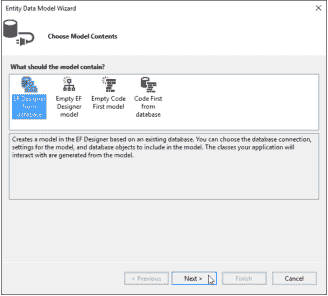 Entity Data Model Wizard
Choose Model Contents
What should the model contain?
EF Designer from database
Empty EF Designer model
Empty Code First model
Code First from database
Creates a model in the EF Designer based on an existing database. You can choose the database connection,
settings for the model, and database objects to include in the model. The classes your application will
interact with are generated from the model.
< Previous
Next >
Finish
Cancel